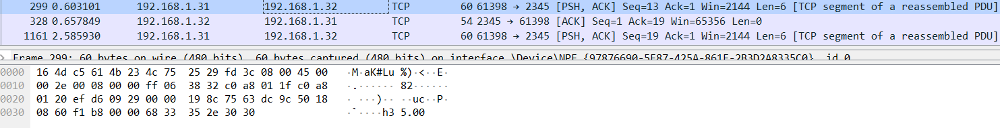 299 0.603101 192.168.1.31 192.168.1.32 TCP 60 61398 → 2345 [PSH, ACK] Seq=13 Ack=1 Win=2144 Len=6 [TCP segment of a reassembled PDU]
328 0.657849 192.168.1.32 192.168.1.31 TCP 54 2345 → 61398 [ACK] Seq=1 Ack=19 Win=65356 Len=0
1161 2.585930 192.168.1.31 192.168.1.32 TCP 60 61398 → 2345 [PSH, ACK] Seq=19 Ack=1 Win=2144 Len=6 [TCP segment of a reassembled PDU]
Frame 299: 60 bytes on wire (480 bits), 60 bytes captured (480 bits) on interface \Device\NPF_{97876690-5F87-425A-861F-2B3D2A8335C0}, id 0
0000 16 4d c5 61 4b 23 4c 75 25 29 fd 3c 08 00 45 00 ·M·aK#Lu %)·<··E·
0010 00 2e 00 08 00 00 ff 06 38 32 c0 a8 01 1f c0 a8 ·.······ 82······
0020 01 20 ef d6 09 29 00 00 19 8c 75 63 dc 9c 50 18 · ···)·· ··uc··P·
0030 08 60 f1 b8 00 00 68 33 35 2e 30 30 ·`····h3 5.00